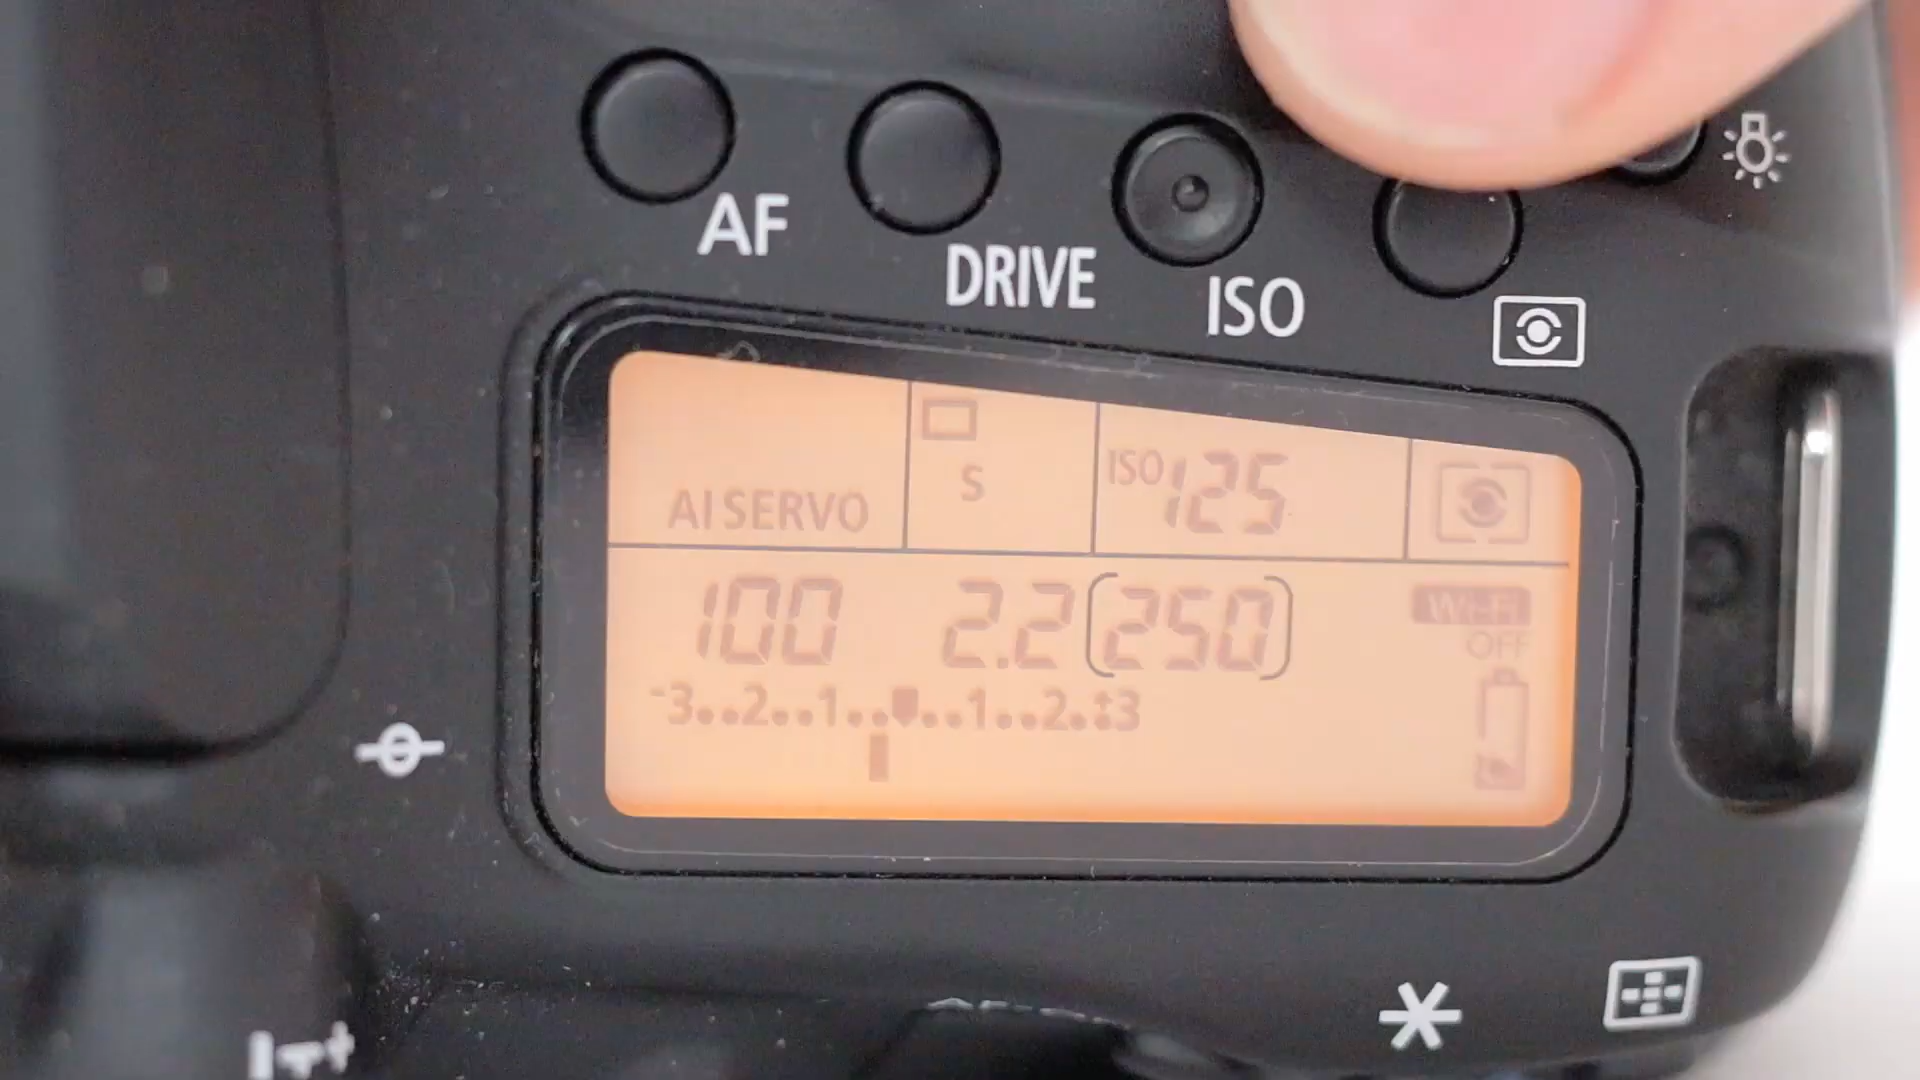 AF
DRIVE
ISO
AI SERVO
S
ISO 125
100 2.2 [250]
Wi-Fi
OFF
-3..2..1..▼..1..2.:+3